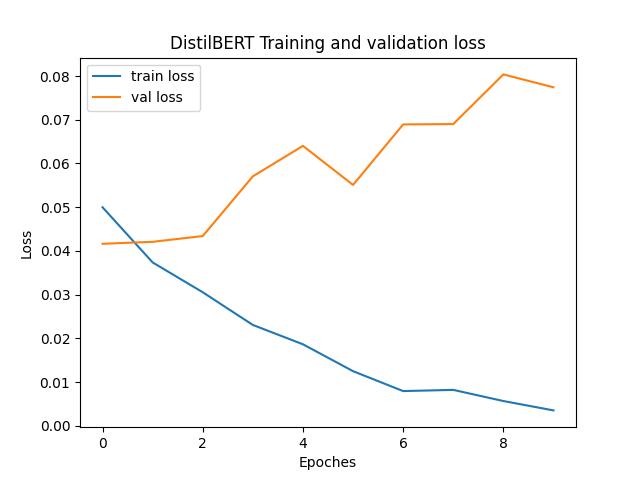 DistilBERT Training and validation loss
train loss
val loss
0.08
0.07
0.06
0.05
0.04
0.03
0.02
0.01
0.00
Loss
0 2 4 6 8
Epoches